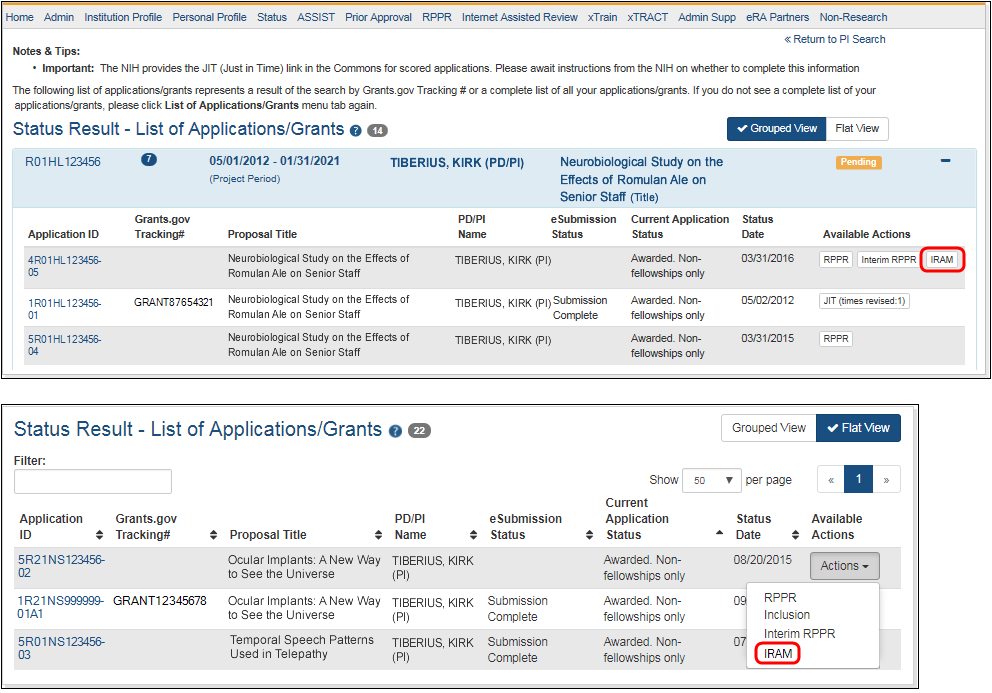 Home Admin Institution Profile Personal Profile Status ASSIST Prior Approval RPPR Internet Assisted Review xTrain xTRACT Admin Supp eRA Partners Non-Research
« Return to PI Search
Notes & Tips:
• Important: The NIH provides the JIT (Just in Time) link in the Commons for scored applications. Please await instructions from the NIH on whether to complete this information
The following list of applications/grants represents a result of the search by Grants.gov Tracking # or a complete list of all your applications/grants. If you do not see a complete list of your
applications/grants, please click List of Applications/Grants menu tab again.
Status Result - List of Applications/Grants ? 14
Grouped View Flat View
R01HL123456 7 05/01/2012 - 01/31/2021 TIBERIUS, KIRK (PD/PI) Neurobiological Study on the Pending
(Project Period) Effects of Romulan Ale on
Senior Staff (Title)
Grants.gov PD/PI eSubmission Current Application Status
Application ID Tracking# Proposal Title Name Status Status Date Available Actions
4R01HL123456- Neurobiological Study on the Effects of TIBERIUS, KIRK (PI) Awarded. Non- 03/31/2016 RPPR Interim RPPR IRAM
05 Romulan Ale on Senior Staff fellowships only
1R01HL123456- GRANT87654321 Neurobiological Study on the Effects of TIBERIUS, KIRK (PI) Submission Awarded. Non- 05/02/2012 JIT (times revised:1)
01 Romulan Ale on Senior Staff Complete fellowships only
5R01HL123456- Neurobiological Study on the Effects of TIBERIUS, KIRK (PI) Awarded. Non- 03/31/2015 RPPR
04 Romulan Ale on Senior Staff fellowships only
Status Result - List of Applications/Grants ? 22
Grouped View Flat View
Filter:
Show 50 per page « 1 »
Current
Application Grants.gov PD/PI eSubmission Application Status Available
ID Tracking# Proposal Title Name Status Status Date Actions
5R21NS123456- Ocular Implants: A New Way TIBERIUS, KIRK Awarded. Non- 08/20/2015 Actions
02 to See the Universe (PI) fellowships only
RPPR
Inclusion
Interim RPPR
IRAM
1R21NS999999- GRANT12345678 Ocular Implants: A New Way TIBERIUS, KIRK Submission Awarded. Non- 09
01A1 to See the Universe (PI) Complete fellowships only
5R01NS123456- Temporal Speech Patterns TIBERIUS, KIRK Submission Awarded. Non- 07
03 Used in Telepathy (PI) Complete fellowships only